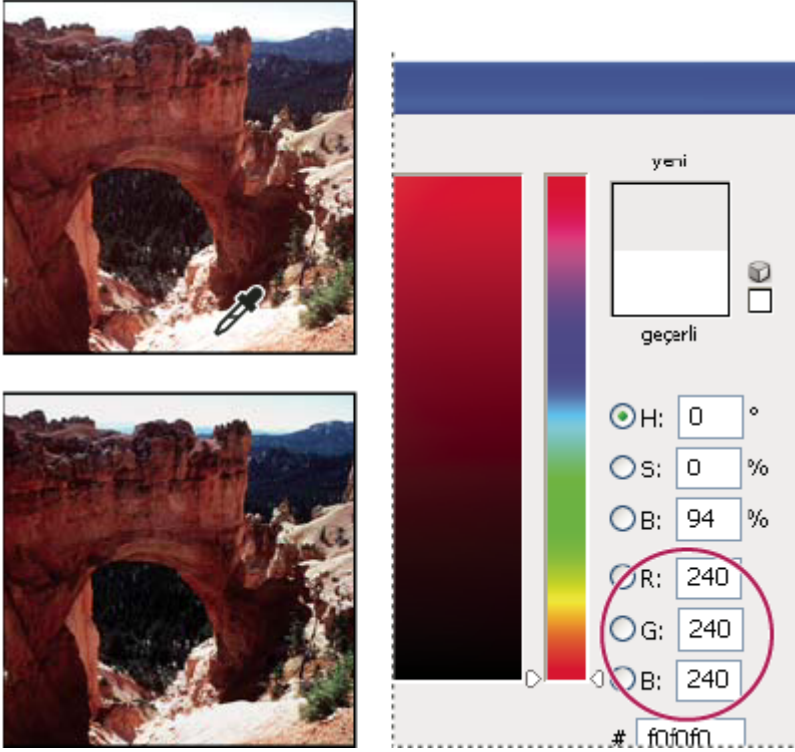 yeni
geçerli
H: 0 °
S: 0 %
B: 94 %
R: 240
G: 240
B: 240
# f0f0f0